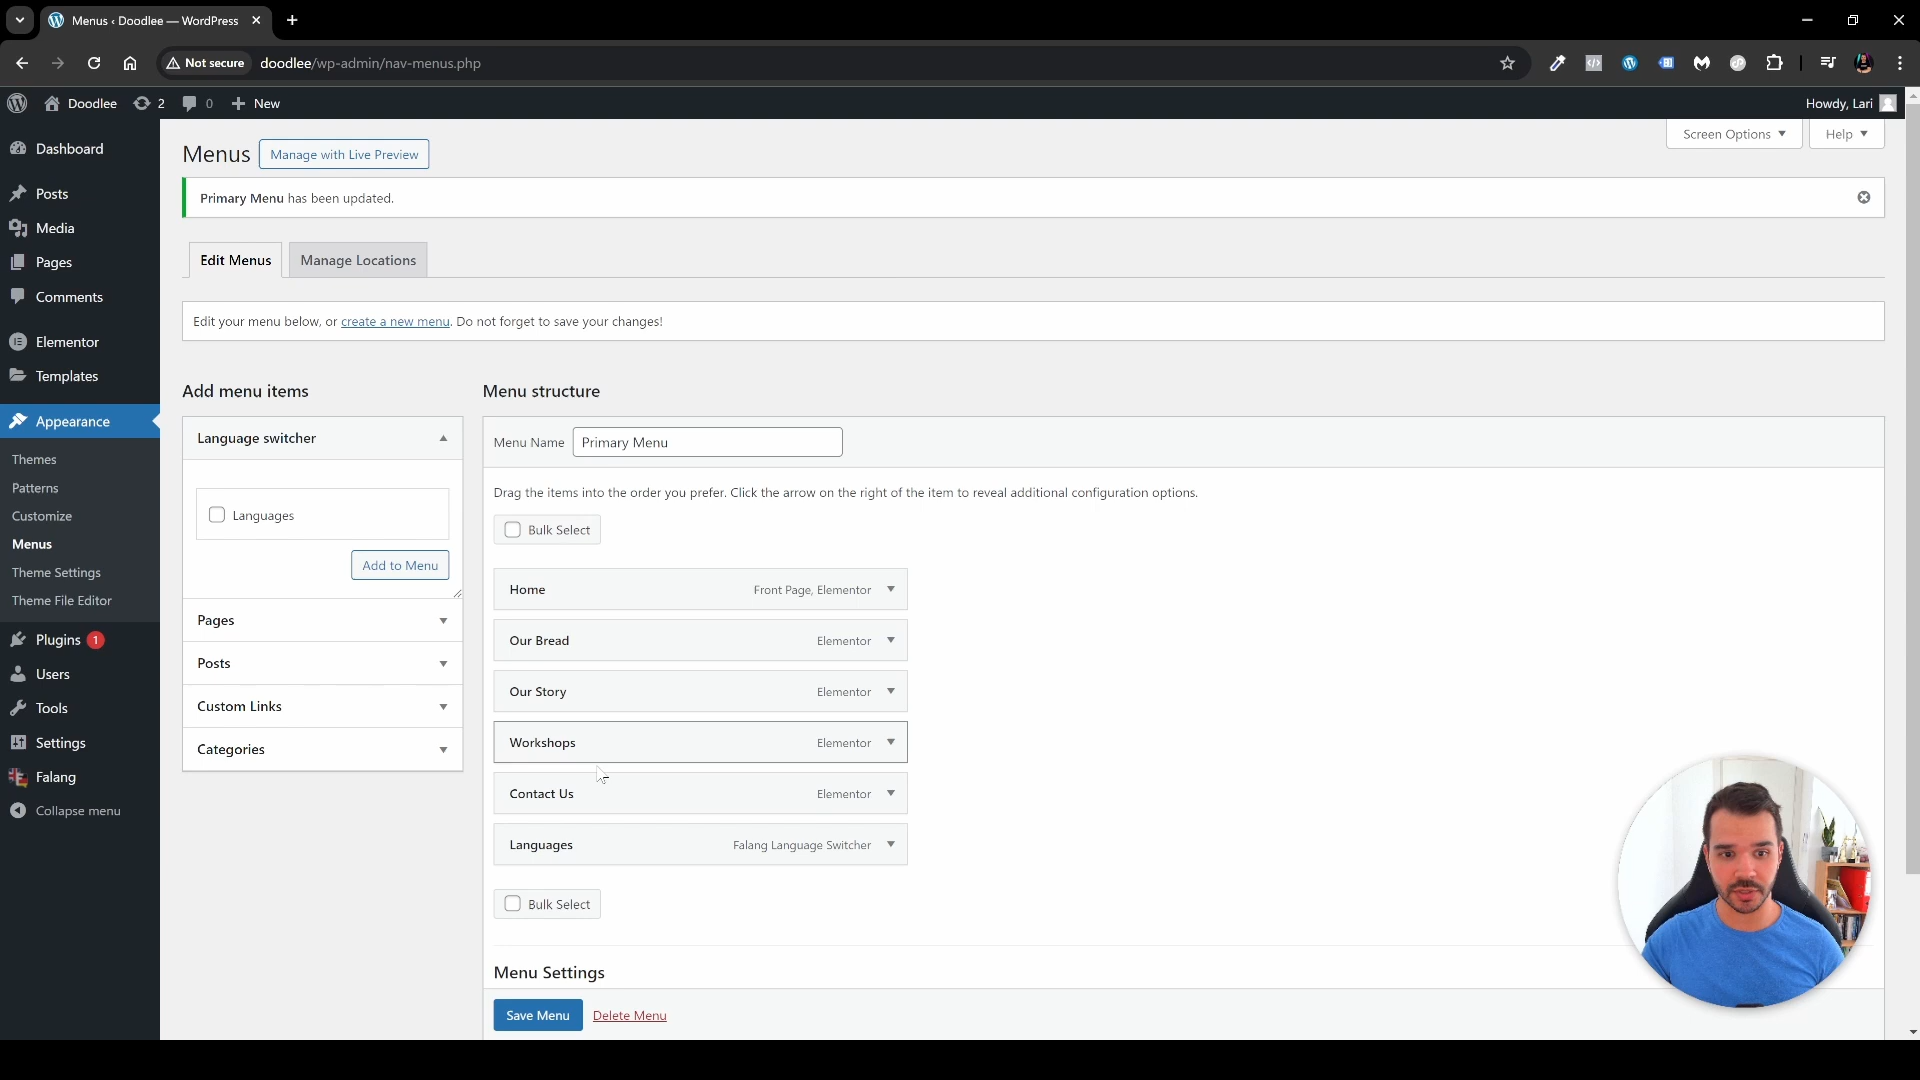 Menus ‹ Doodlee — WordPress
Not secure
doodlee/wp-admin/nav-menus.php
Doodlee
2
0
New
Howdy, Lari
Dashboard
Posts
Media
Pages
Comments
Elementor
Templates
Appearance
Themes
Patterns
Customize
Menus
Theme Settings
Theme File Editor
Plugins 1
Users
Tools
Settings
Falang
Collapse menu
Screen Options
Help
Menus
Manage with Live Preview
Primary Menu has been updated.
Edit Menus
Manage Locations
Edit your menu below, or create a new menu. Do not forget to save your changes!
Add menu items
Language switcher
Languages
Add to Menu
Pages
Posts
Custom Links
Categories
Menu structure
Menu Name
Primary Menu
Drag the items into the order you prefer. Click the arrow on the right of the item to reveal additional configuration options.
Bulk Select
Home
Front Page, Elementor
Our Bread
Elementor
Our Story
Elementor
Workshops
Elementor
Contact Us
Elementor
Languages
Falang Language Switcher
Bulk Select
Menu Settings
Save Menu
Delete Menu